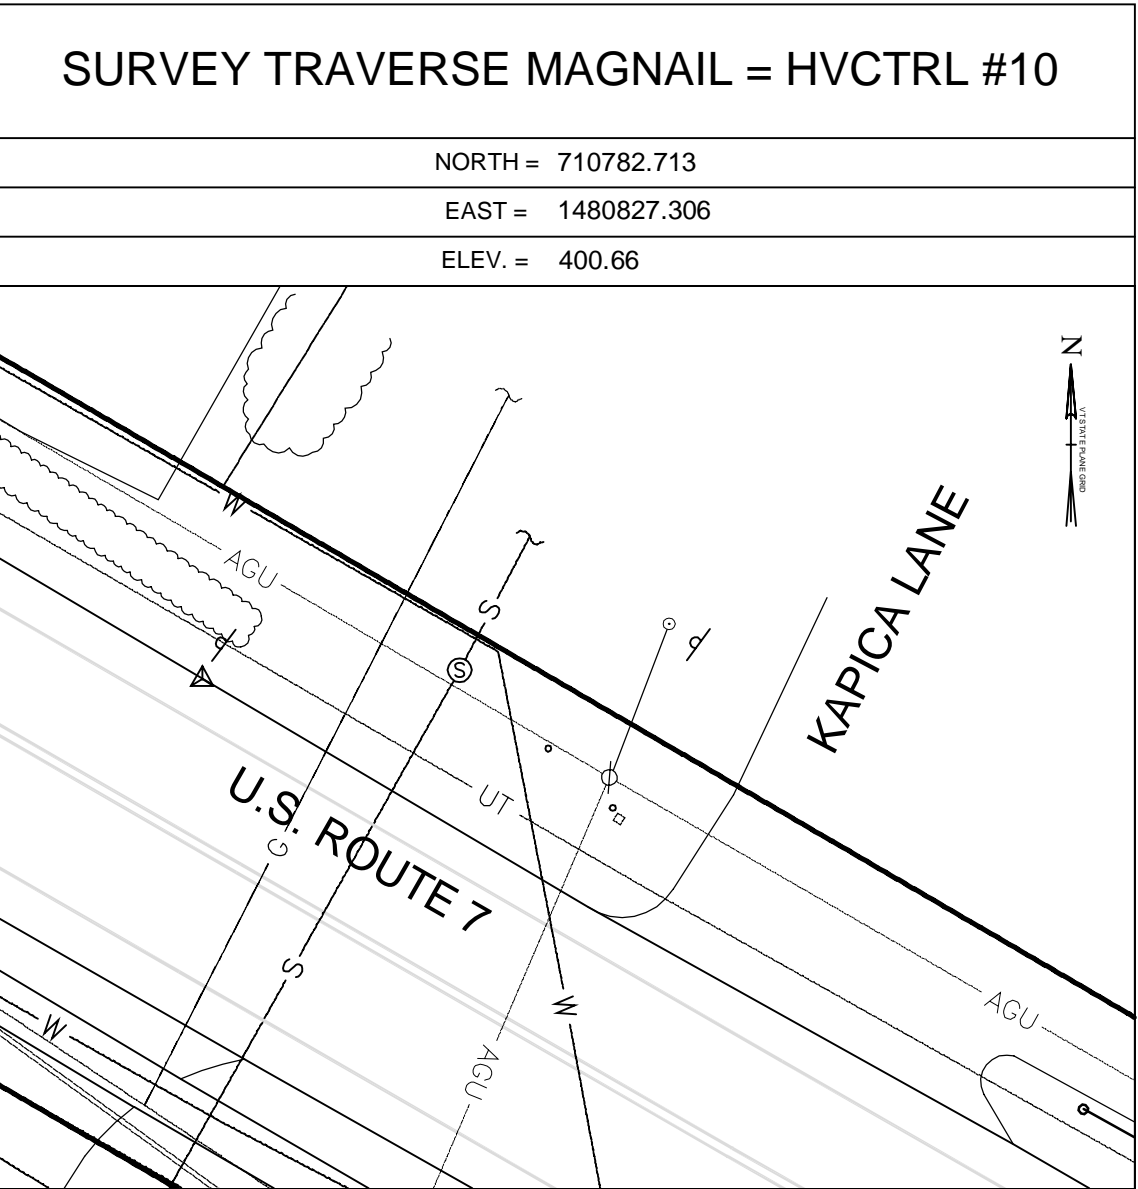 SURVEY TRAVERSE MAGNAIL = HVCTRL #10
NORTH = 710782.713
EAST = 1480827.306
ELEV. = 400.66
N
VT STATE PLANE GRID
W
AGU
S
S
KAPICA LANE
UT
U.S. ROUTE 7
G
S
W
W
AGU
AGU